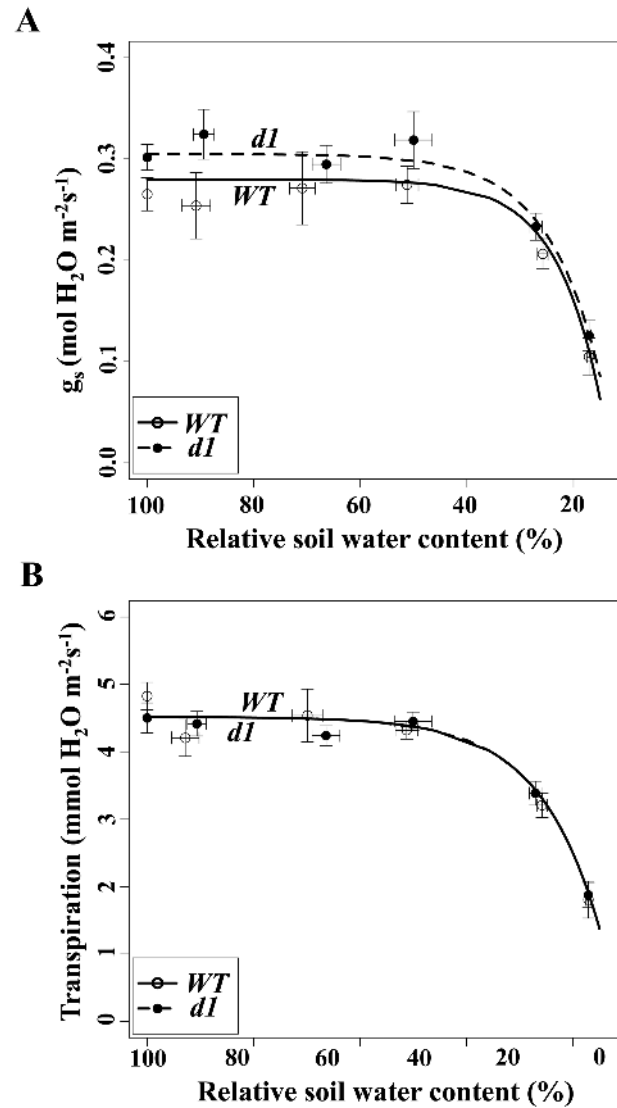 A
0.4
0.3
0.2
0.1
0.0
g_s (mol H₂O m⁻²s⁻¹)
d1
WT
WT
d1
100 80 60 40 20
Relative soil water content (%)
B
6
5
4
3
2
1
0
Transpiration (mmol H₂O m⁻²s⁻¹)
WT
d1
WT
d1
100 60 40 20 0
Relative soil water content (%)